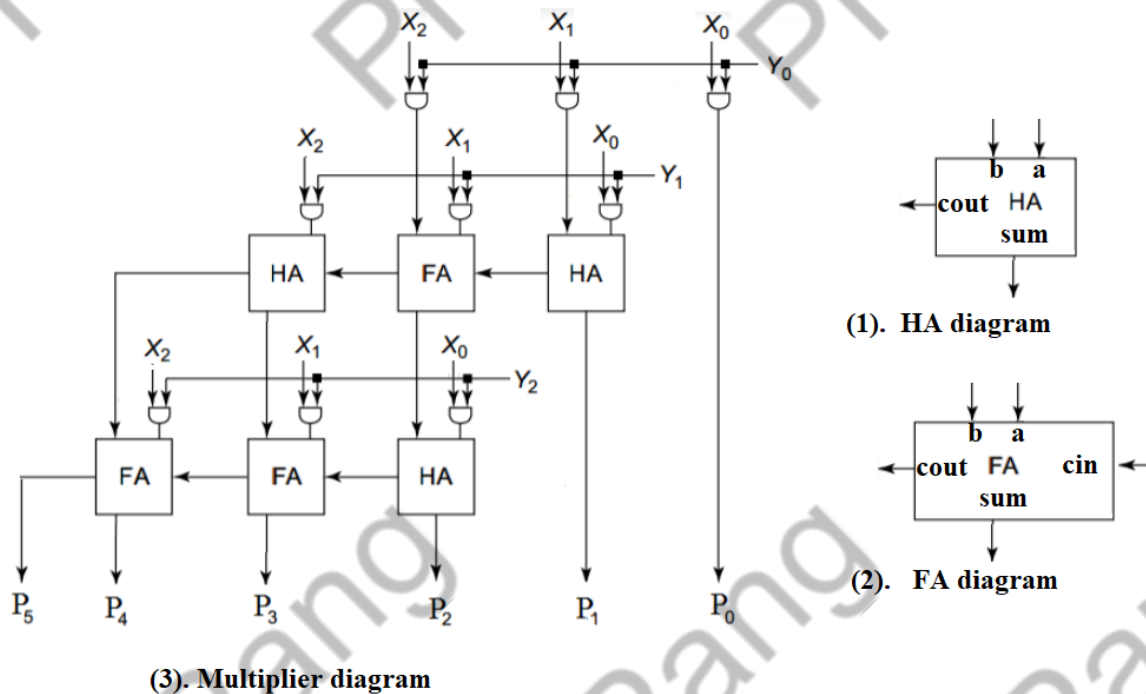 X2 X1 X0
Y0
X2 X1 X0
Y1
b a
cout HA
sum
HA FA HA
(1). HA diagram
X2 X1 X0
Y2
b a
cout FA cin
sum
FA FA HA
(2). FA diagram
P5 P4 P3 P2 P1 P0
(3). Multiplier diagram